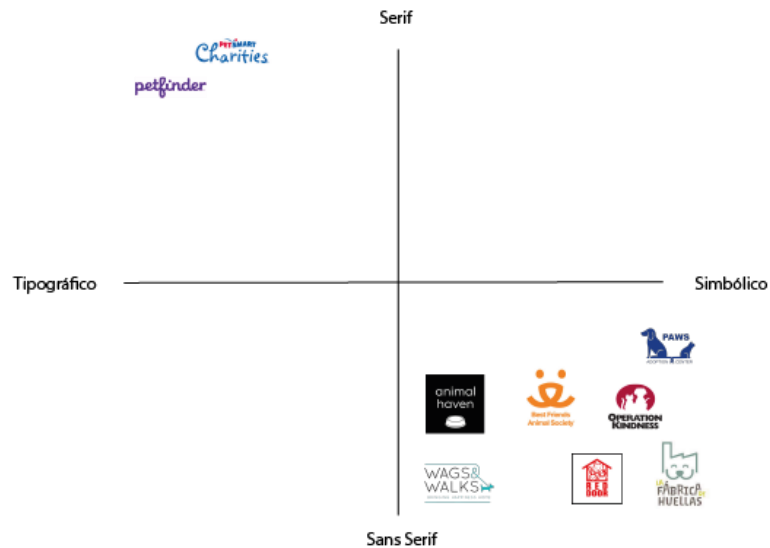 Serif
PETSMART
Charities
petfinder
Tipográfico
Simbólico
PAWS
ADOPTION CENTER
animal
haven
Best Friends
Animal Society
OPERATION
KINDNESS
WAGS&
WALKS
RED
DOOR
LA
FÁBRICA DE
HUELLAS
Sans Serif